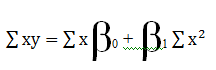 ∑ xy = ∑ x β₀ + β₁ ∑ x²